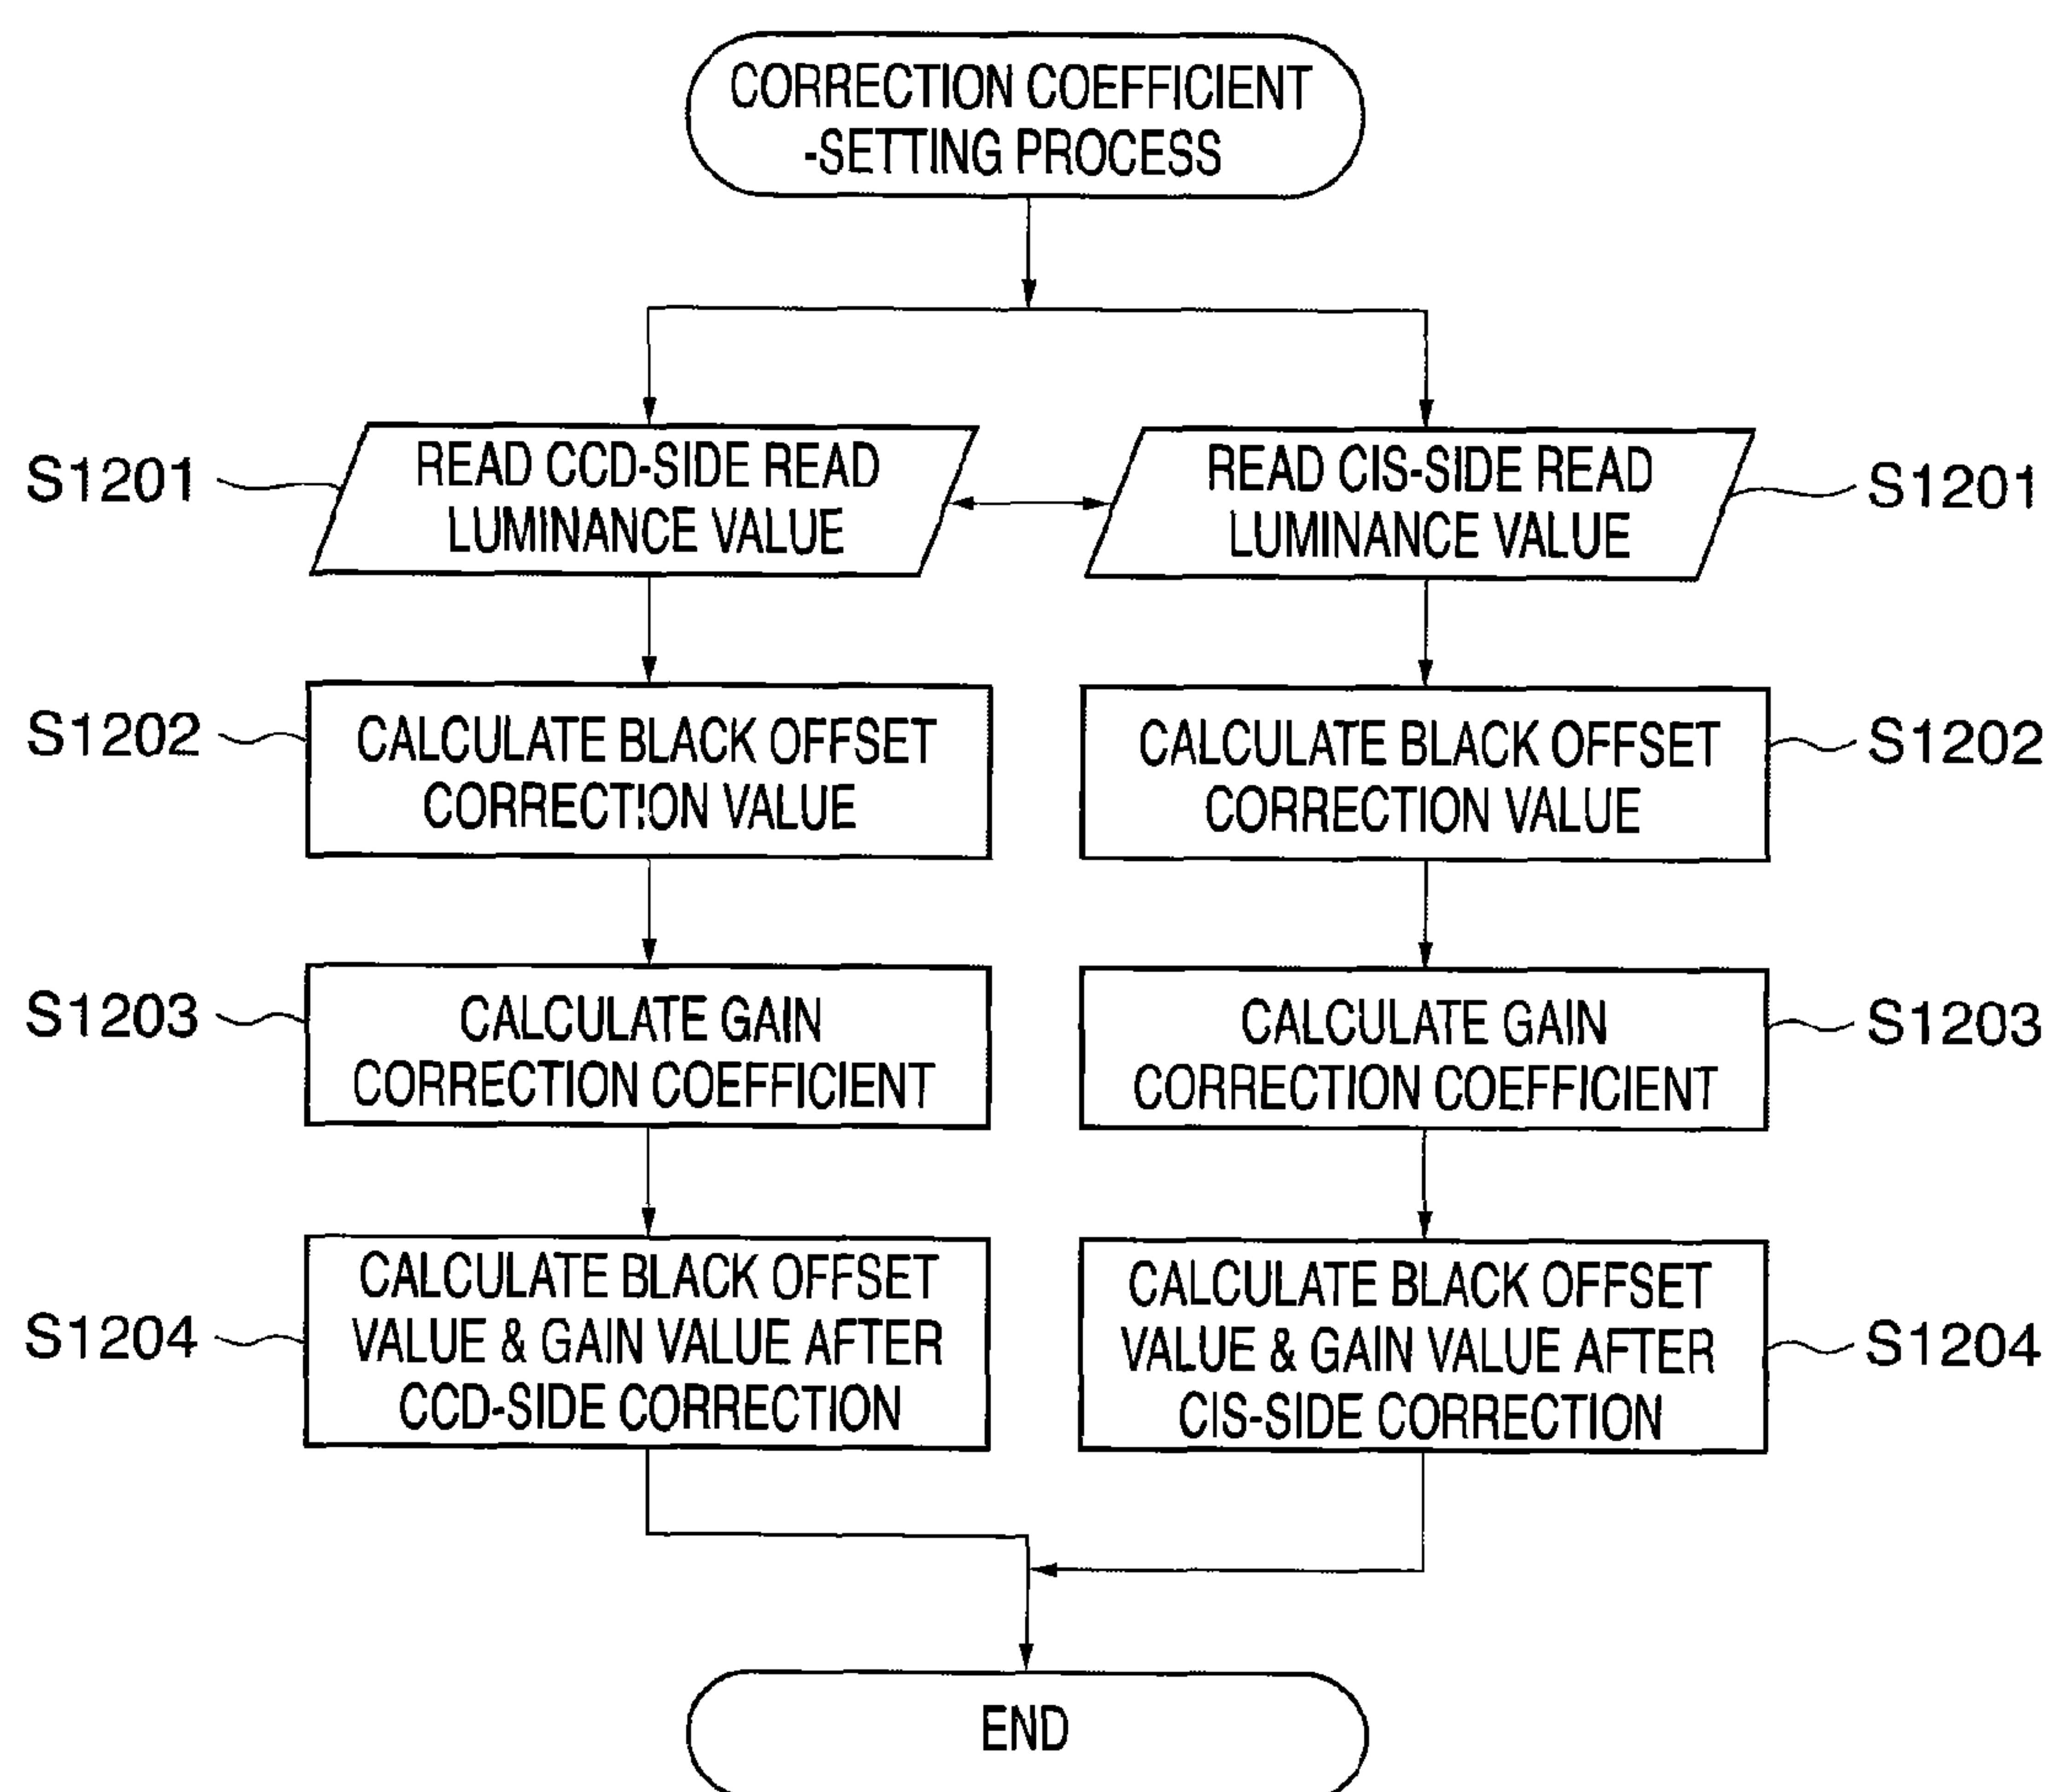 CORRECTION COEFFICIENT
-SETTING PROCESS
S1201
READ CCD-SIDE READ
LUMINANCE VALUE
READ CIS-SIDE READ
LUMINANCE VALUE
S1201
S1202
CALCULATE BLACK OFFSET
CORRECTION VALUE
CALCULATE BLACK OFFSET
CORRECTION VALUE
S1202
S1203
CALCULATE GAIN
CORRECTION COEFFICIENT
CALCULATE GAIN
CORRECTION COEFFICIENT
S1203
S1204
CALCULATE BLACK OFFSET
VALUE & GAIN VALUE AFTER
CCD-SIDE CORRECTION
CALCULATE BLACK OFFSET
VALUE & GAIN VALUE AFTER
CIS-SIDE CORRECTION
S1204
END